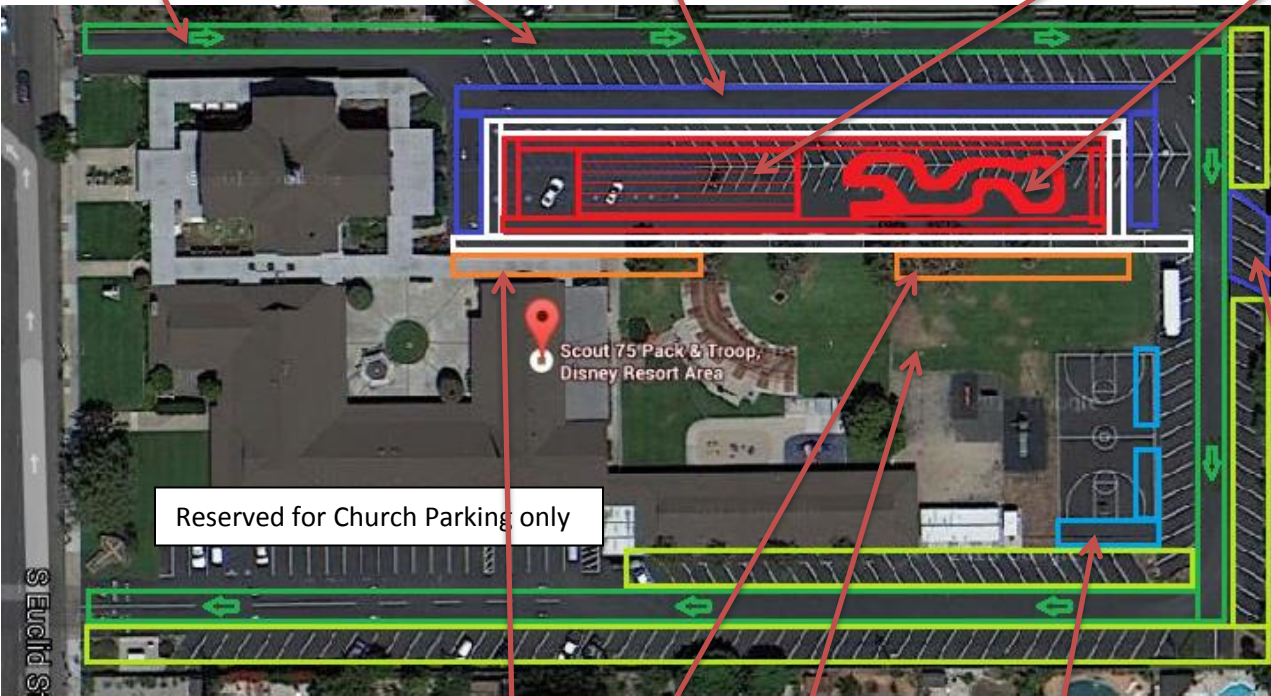 Scout 75 Pack & Troop,
Disney Resort Area
Reserved for Church Parking only
S Euclid St